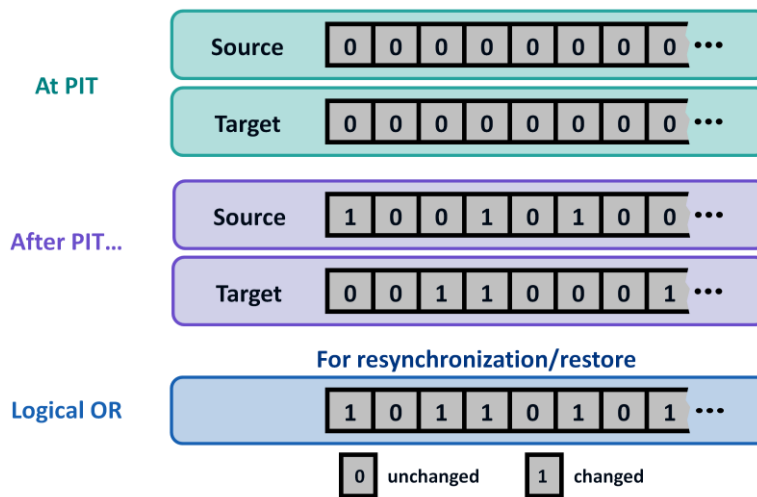 Source 0 0 0 0 0 0 0 0 •••
At PIT
Target 0 0 0 0 0 0 0 0 •••
Source 1 0 0 1 0 1 0 0 •••
After PIT...
Target 0 0 1 1 0 0 0 1 •••
For resynchronization/restore
Logical OR 1 0 1 1 0 1 0 1 •••
0 unchanged 1 changed